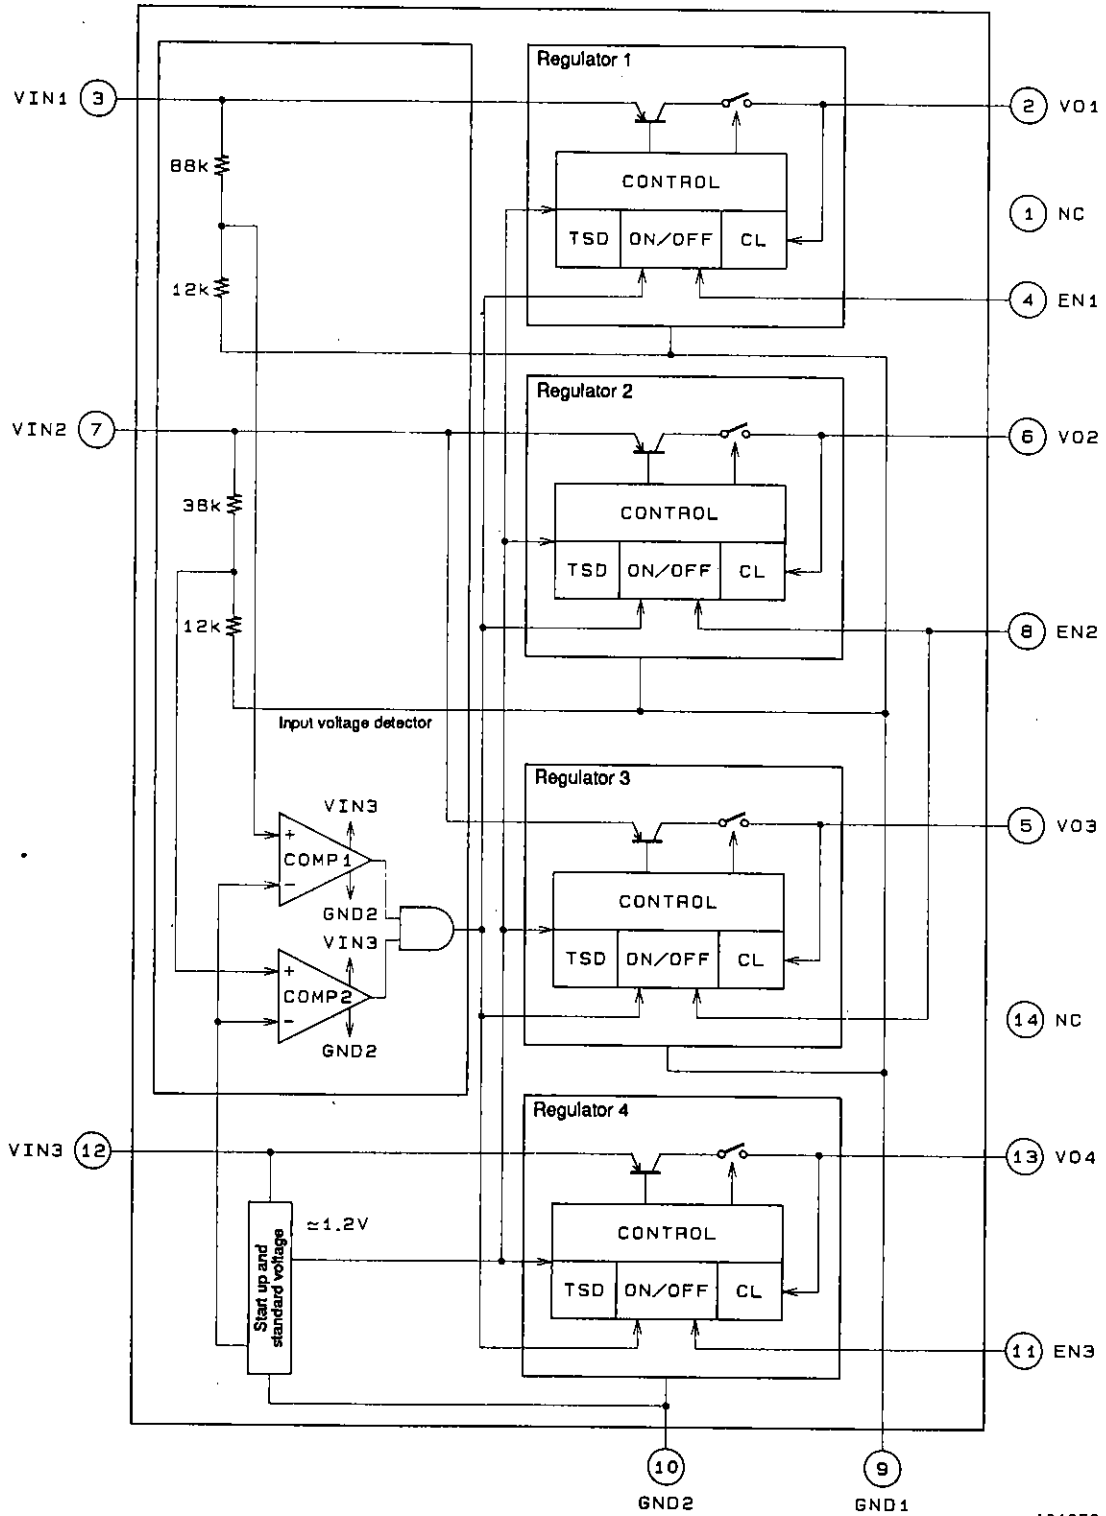 Regulator 1
VIN1 3
2 VO1
88k
CONTROL
1 NC
TSD ON/OFF CL
12k
4 EN1
Regulator 2
VIN2 7
6 VO2
38k
CONTROL
TSD ON/OFF CL
12k
8 EN2
Input voltage detector
Regulator 3
VIN3
5 VO3
+
COMP1
−
CONTROL
GND2
VIN3
TSD ON/OFF CL
+
COMP2
−
14 NC
GND2
Regulator 4
VIN3 12
13 VO4
≃1.2V
CONTROL
Start up and
standard voltage
TSD ON/OFF CL
11 EN3
10
9
GND2
GND1